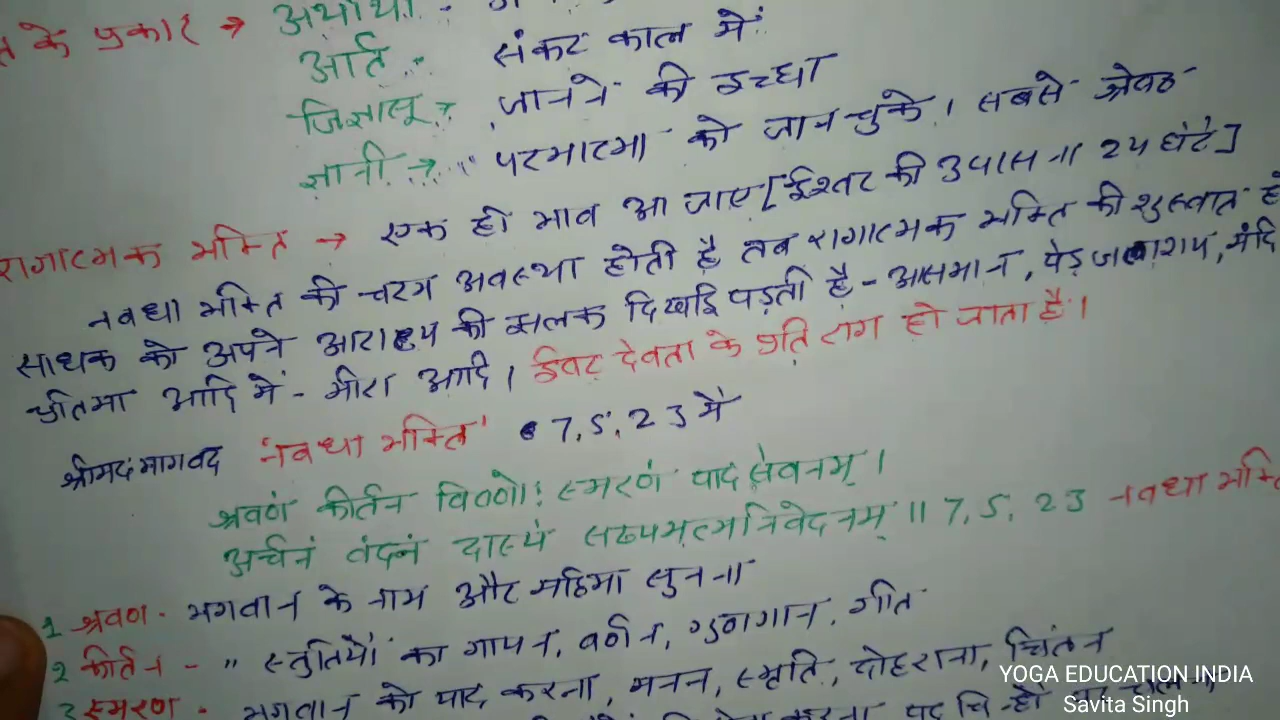 के प्रकार → अर्थार्थी -
आर्त - संकट काल में
जिज्ञासू → जानने की इच्छा
ज्ञानी → परमात्मा को जान चुके। सबसे श्रेष्ठ
रागात्मक भक्ति → एक ही भाव आ जाए [ईश्वर की उपासना 24 घंटे]
नवधा भक्ति की चरम अवस्था होती है तब रागात्मक भक्ति की शुरुवात
साधक को अपने आराध्य की झलक दिखाई पड़ती है - आसमान, पेड़ जलाशय,
प्रतिमा आदि में - मीरा आदि। ईष्ट देवता के प्रति राग हो जाता है।
श्रीमदभागवद 'नवधा भक्ति' 7,5,23 में
श्रवणं कीर्तन विष्णो: स्मरणं पादसेवनम्।
अर्चनं वंदनं दास्यं सख्यमत्मनिवेदनम् ॥ 7,5,23 नवधा
1 श्रवण - भगवान के नाम और महिमा सुनना
2 कीर्तन - " स्तुतियों का गायन, वर्णन, गुणगान, गीत
3 स्मरण - भगवान को याद करना, मनन, स्मृति, दोहराना, चिंतन
YOGA EDUCATION INDIA
Savita Singh